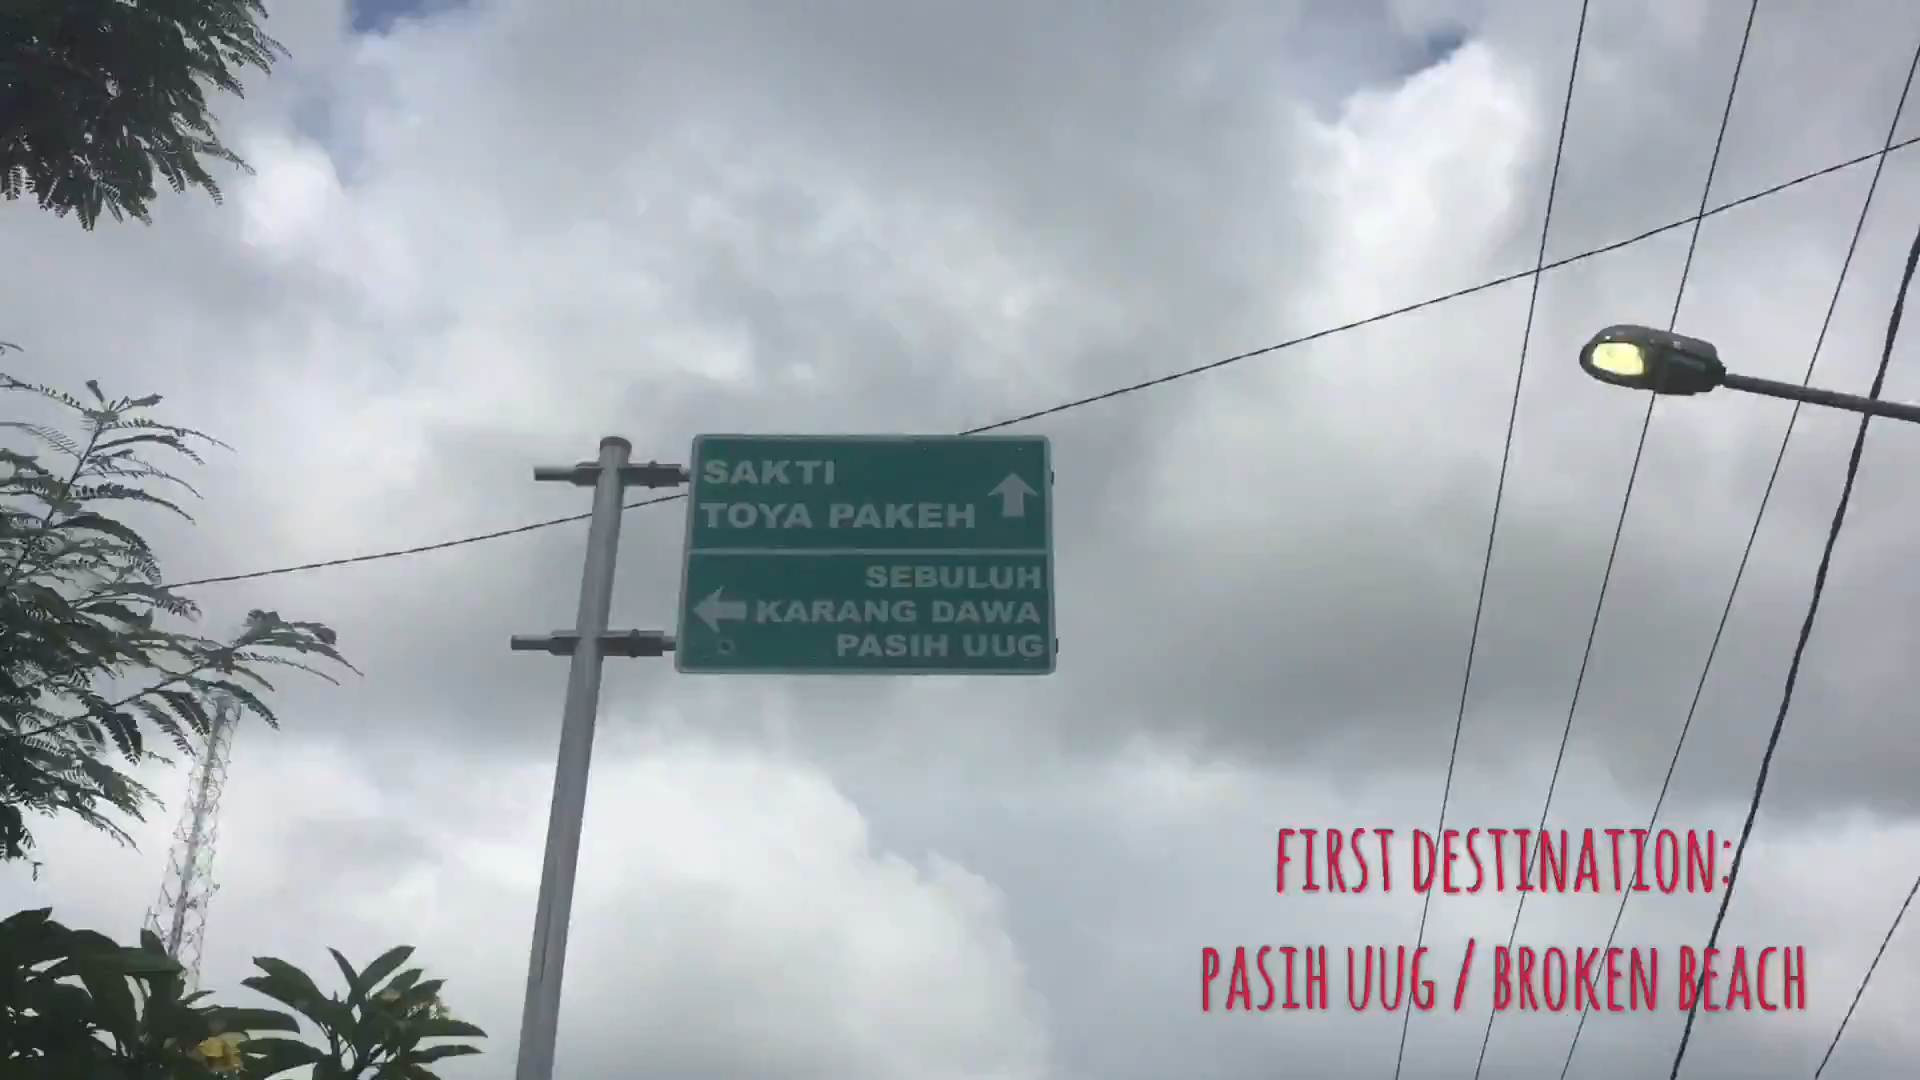 SAKTI
TOYA PAKEH
SEBULUH
KARANG DAWA
PASIH UUG
FIRST DESTINATION:
PASIH UUG / BROKEN BEACH